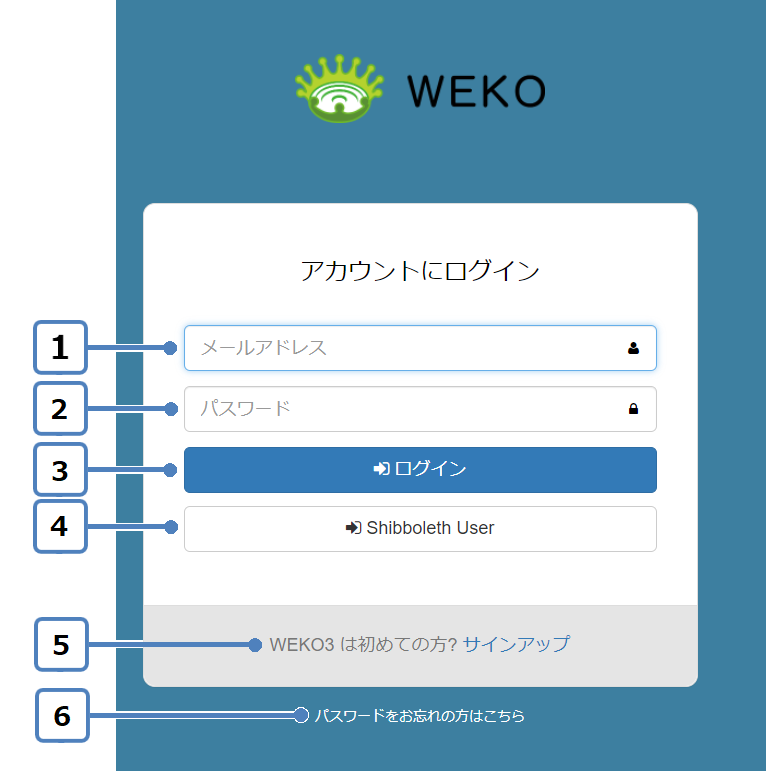 WEKO
アカウントにログイン
1 メールアドレス
2 パスワード
3 ログイン
4 Shibboleth User
5 WEKO3 は初めての方? サインアップ
6 パスワードをお忘れの方はこちら